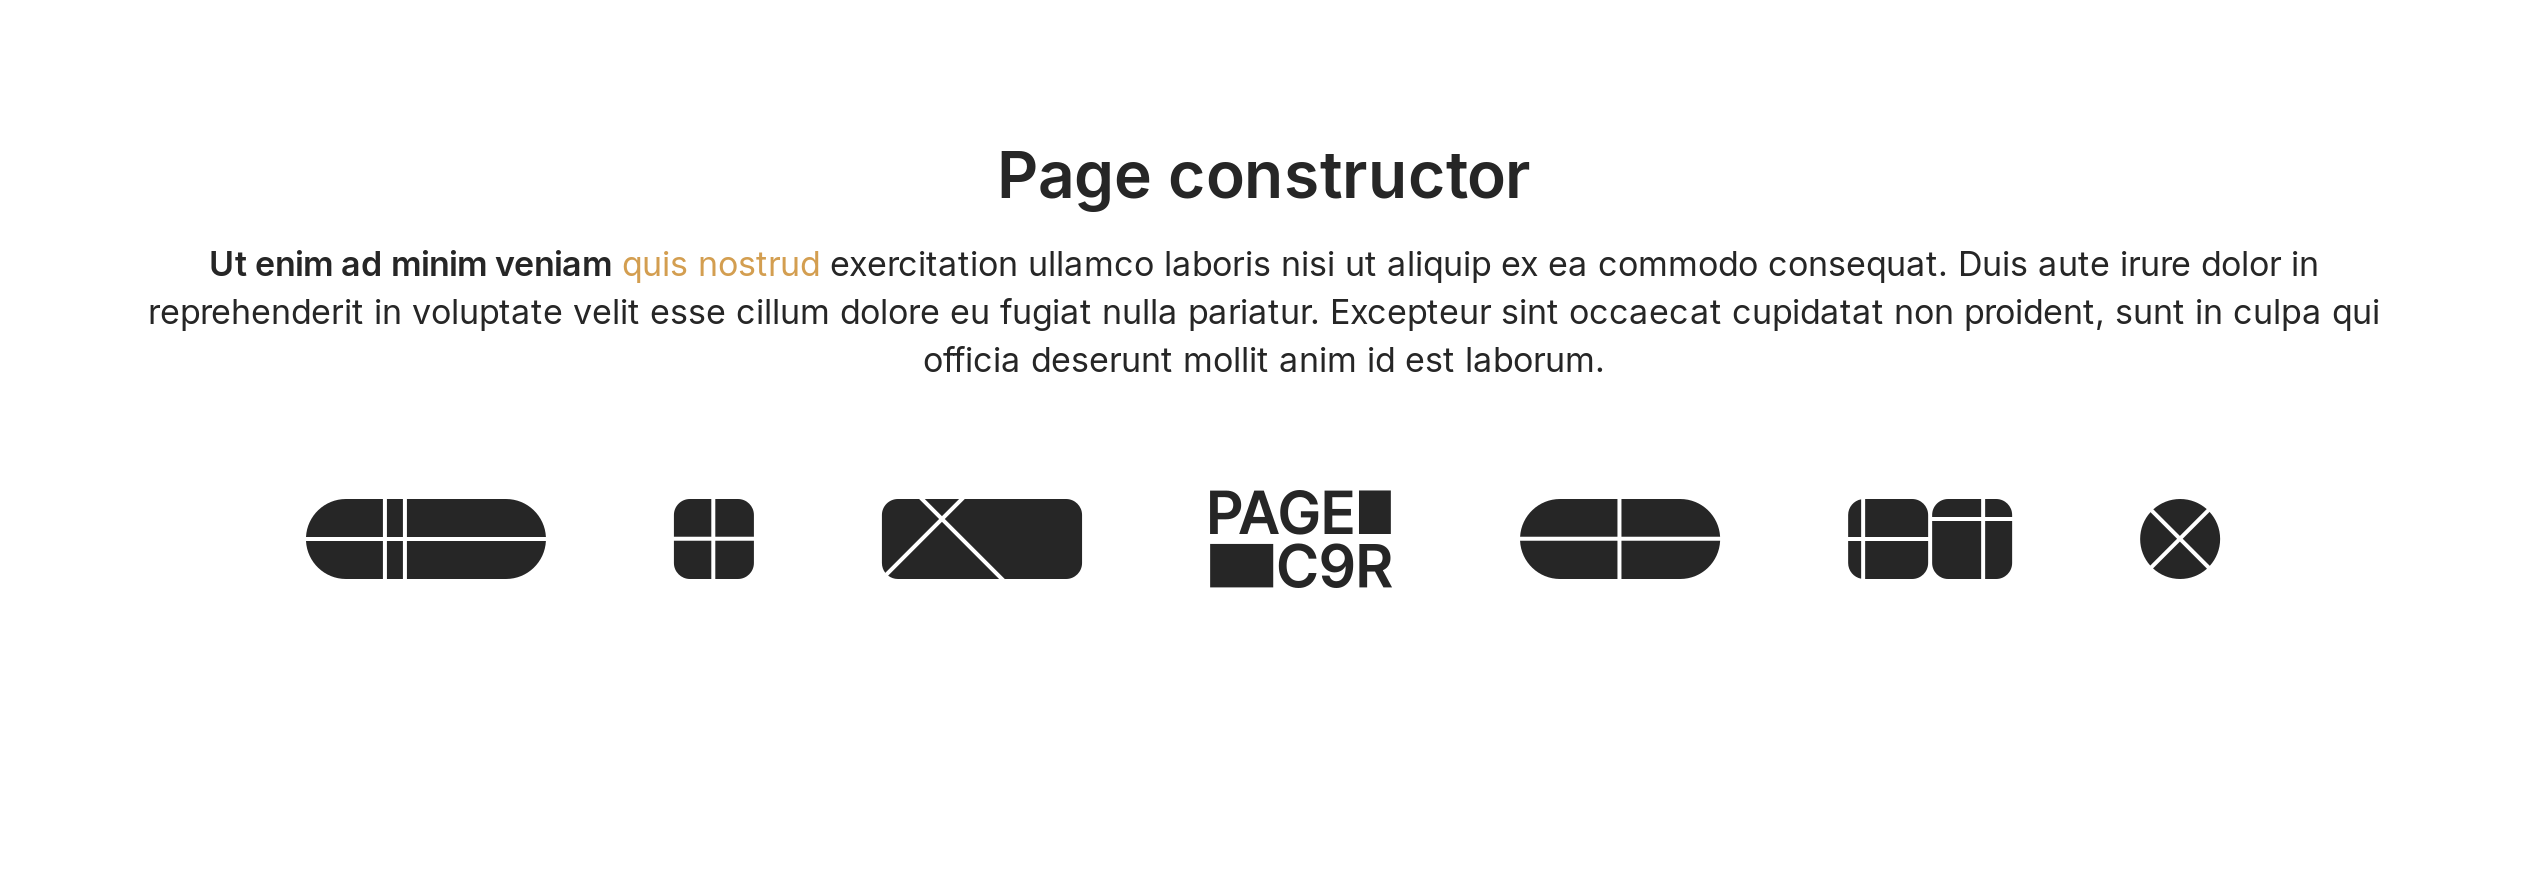 Page constructor
Ut enim ad minim veniam quis nostrud exercitation ullamco laboris nisi ut aliquip ex ea commodo consequat. Duis aute irure dolor in
reprehenderit in voluptate velit esse cillum dolore eu fugiat nulla pariatur. Excepteur sint occaecat cupidatat non proident, sunt in culpa qui
officia deserunt mollit anim id est laborum.
PAGE
C9R